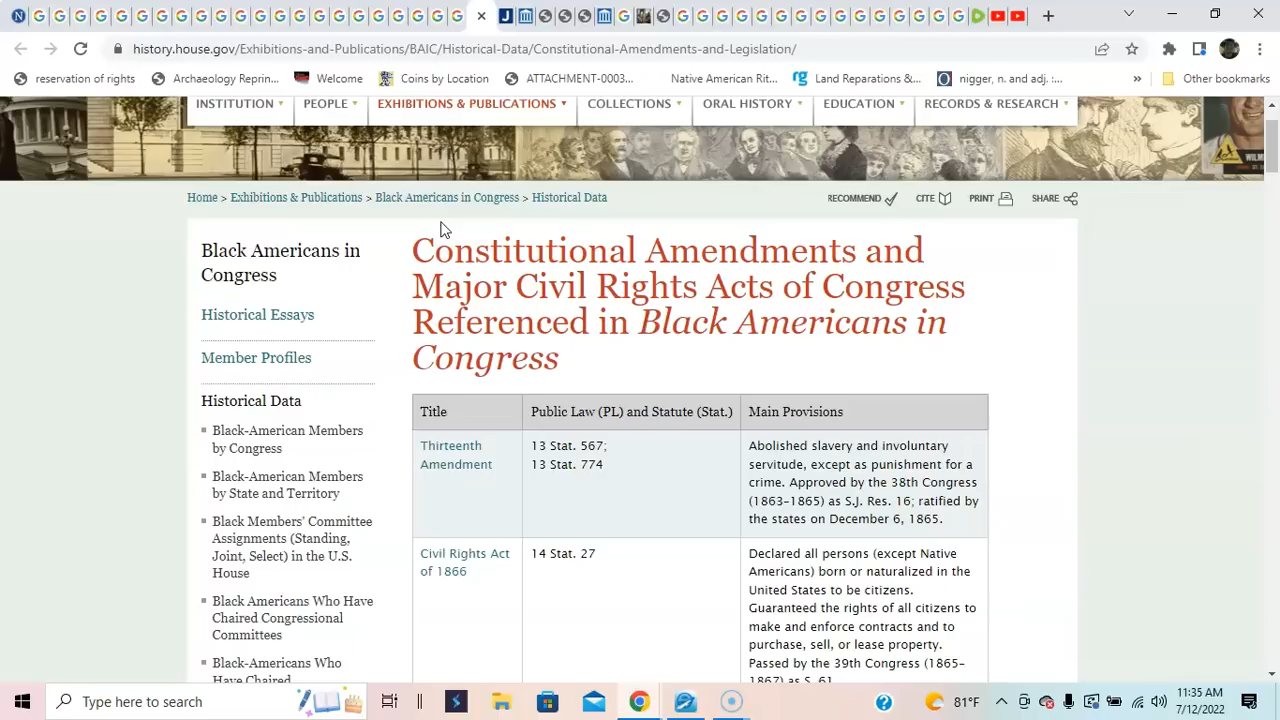 history.house.gov/Exhibitions-and-Publications/BAIC/Historical-Data/Constitutional-Amendments-and-Legislation/
reservation of rights
Archaeology Reprin...
Welcome
Coins by Location
ATTACHMENT-0003...
Native American Rit...
Land Reparations &...
nigger, n. and adj. :...
»
Other bookmarks
INSTITUTION
PEOPLE
EXHIBITIONS & PUBLICATIONS
COLLECTIONS
ORAL HISTORY
EDUCATION
RECORDS & RESEARCH
WILM
Home > Exhibitions & Publications > Black Americans in Congress > Historical Data
RECOMMEND
CITE
PRINT
SHARE
Black Americans in
Congress
Historical Essays
Member Profiles
Historical Data
Black-American Members
by Congress
Black-American Members
by State and Territory
Black Members' Committee
Assignments (Standing,
Joint, Select) in the U.S.
House
Black Americans Who Have
Chaired Congressional
Committees
Black-Americans Who
Have Chaired
Constitutional Amendments and
Major Civil Rights Acts of Congress
Referenced in Black Americans in
Congress
Title
Public Law (PL) and Statute (Stat.)
Main Provisions
Thirteenth
Amendment
13 Stat. 567;
13 Stat. 774
Abolished slavery and involuntary
servitude, except as punishment for a
crime. Approved by the 38th Congress
(1863–1865) as S.J. Res. 16; ratified by
the states on December 6, 1865.
Civil Rights Act
of 1866
14 Stat. 27
Declared all persons (except Native
Americans) born or naturalized in the
United States to be citizens.
Guaranteed the rights of all citizens to
make and enforce contracts and to
purchase, sell, or lease property.
Passed by the 39th Congress (1865–
1867) as S. 61.
Type here to search
81°F
11:35 AM
7/12/2022